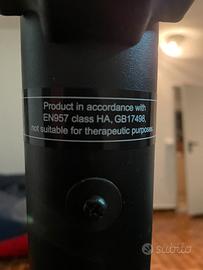 Product in accordance with
EN957 class HA, GB17498,
not suitable for therapeutic purposes.
subito